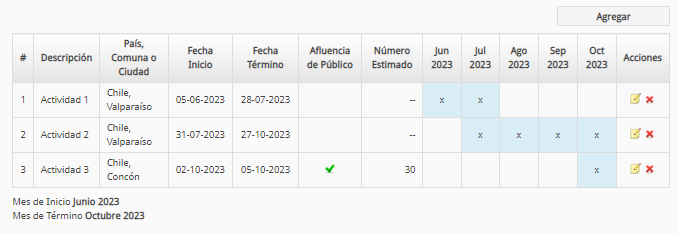 Agregar
# Descripción País, Comuna o Ciudad Fecha Inicio Fecha Término Afluencia de Público Número Estimado Jun 2023 Jul 2023 Ago 2023 Sep 2023 Oct 2023 Acciones
1 Actividad 1 Chile, Valparaíso 05-06-2023 28-07-2023 -- x x
2 Actividad 2 Chile, Valparaíso 31-07-2023 27-10-2023 -- x x x x
3 Actividad 3 Chile, Concón 02-10-2023 05-10-2023 30 x
Mes de Inicio Junio 2023
Mes de Término Octubre 2023